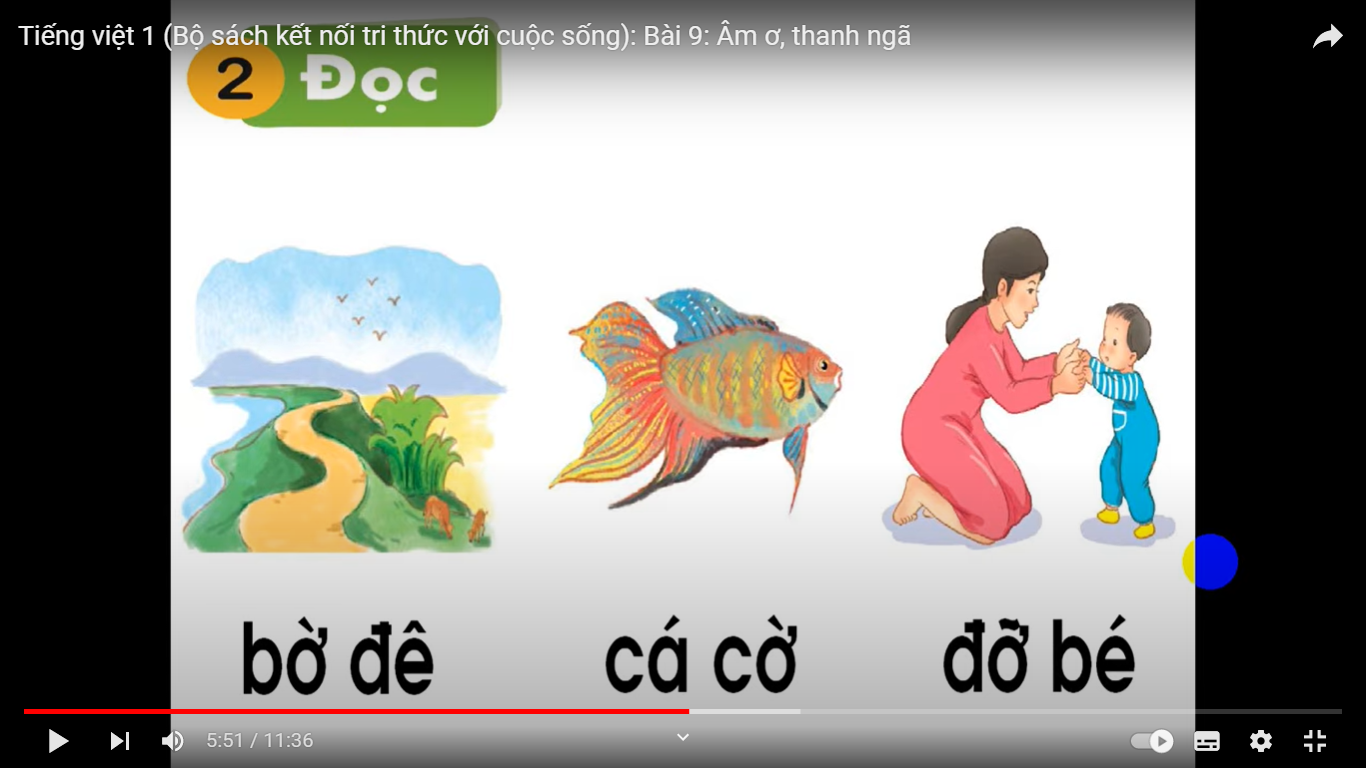 Tiếng việt 1 (Bộ sách kết nối tri thức với cuộc sống): Bài 9: Âm ơ, thanh ngã
2 Đọc
bờ đê cá cờ đỡ bé
5:51 / 11:36